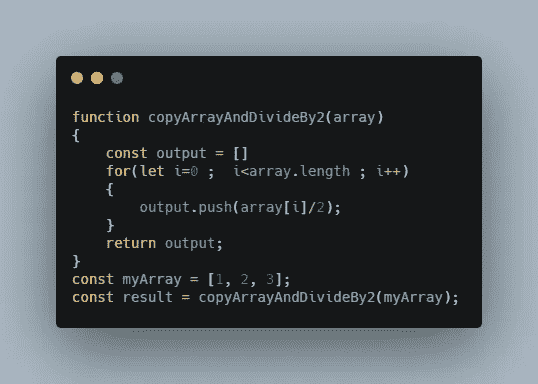 function copyArrayAndDivideBy2(array)
{
    const output = []
    for(let i=0 ;  i<array.length ; i++)
    {
        output.push(array[i]/2);
    }
    return output;
}
const myArray = [1, 2, 3];
const result = copyArrayAndDivideBy2(myArray);